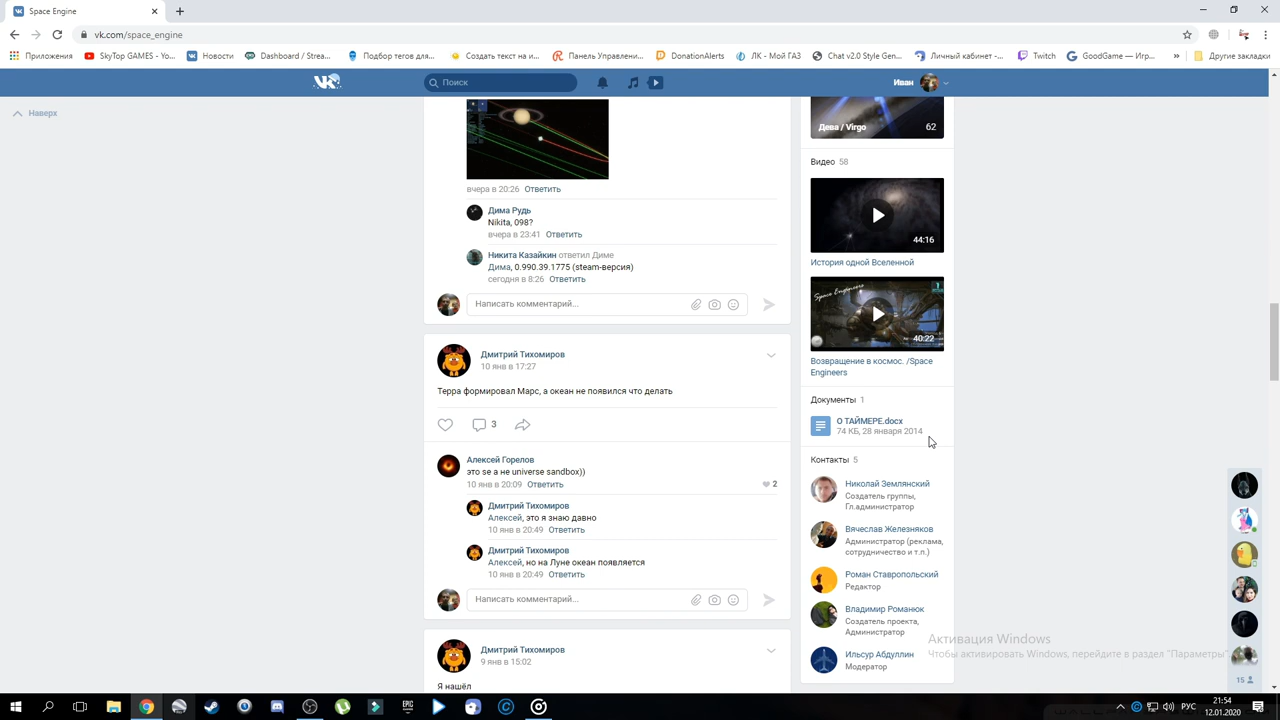 Space Engine
vk.com/space_engine
Приложения
SkyTop GAMES - Yo...
Новости
Dashboard / Strea...
Подбор тегов для...
Создать текст на н...
Панель Управлени...
DonationAlerts
ЛК - Мой ГАЗ
Chat v2.0 Style Gen...
Личный кабинет -...
Twitch
GoodGame — Игр...
»
Другие закладки
Поиск
Иван
Наверх
вчера в 20:26 Ответить
Дима Рудь
Nikita, 098?
вчера в 23:41 Ответить
Никита Казайкин ответил Диме
Дима, 0.990.39.1775 (steam-версия)
сегодня в 8:26 Ответить
Написать комментарий...
Дмитрий Тихомиров
10 янв в 17:27
Терра формировал Марс, а океан не появился что делать
3
Алексей Горелов
это se а не universe sandbox))
10 янв в 20:09 Ответить
2
Дмитрий Тихомиров
Алексей, это я знаю давно
10 янв в 20:49 Ответить
Дмитрий Тихомиров
Алексей, но на Луне океан появляется
10 янв в 20:49 Ответить
Написать комментарий...
Дмитрий Тихомиров
9 янв в 15:02
Я нашёл
Дева / Virgo 62
Видео 58
44:16
История одной Вселенной
Space Engineers
40:22
Возвращение в космос. /Space
Engineers
Документы 1
О ТАЙМЕРЕ.docx
74 КБ, 28 января 2014
Контакты 5
Николай Землянский
Создатель группы,
Гл.администратор
Вячеслав Железняков
Администратор (реклама,
сотрудничество и т.п.)
Роман Ставропольский
Редактор
Владимир Романюк
Создатель проекта,
Администратор
Ильсур Абдуллин
Модератор
Активация Windows
Чтобы активировать Windows, перейдите в раздел "Параметры".
15
EPIC
РУС
21:54
12.01.2020